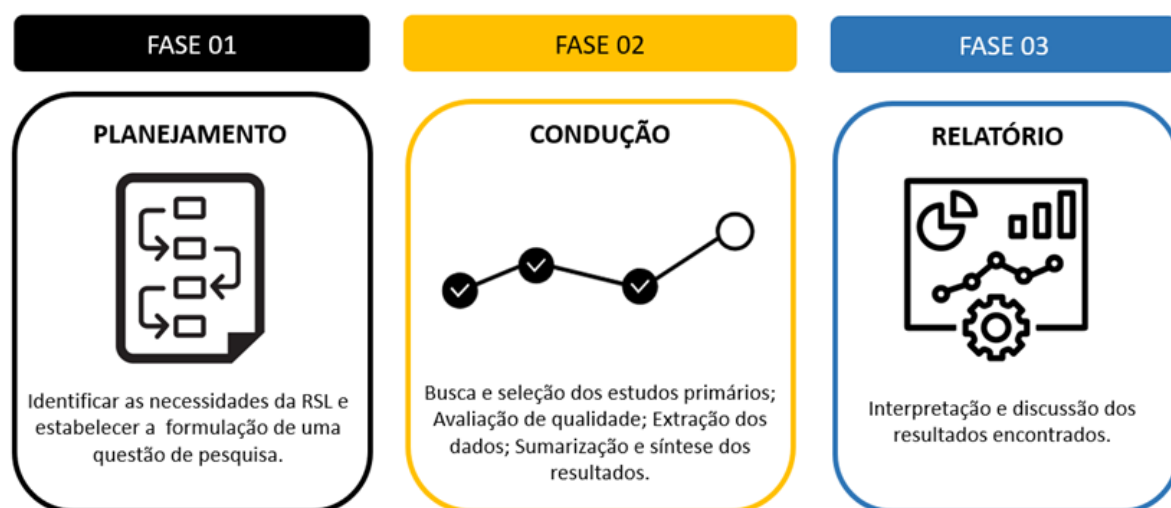 FASE 01
PLANEJAMENTO
Identificar as necessidades da RSL e
estabelecer a formulação de uma
questão de pesquisa.
FASE 02
CONDUÇÃO
Busca e seleção dos estudos primários;
Avaliação de qualidade; Extração dos
dados; Sumarização e síntese dos
resultados.
FASE 03
RELATÓRIO
Interpretação e discussão dos
resultados encontrados.